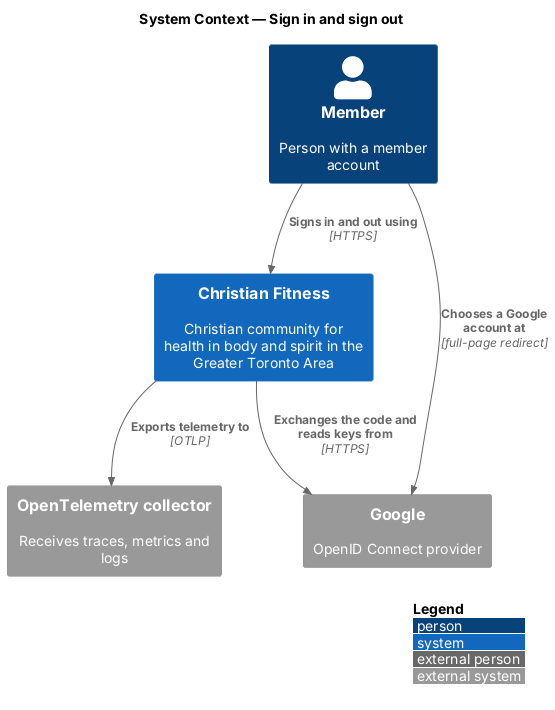 System Context — Sign in and sign out
Member
Person with a member
account
Signs in and out using
[HTTPS]
Christian Fitness
Christian community for
health in body and spirit in the
Greater Toronto Area
Chooses a Google
account at
[full-page redirect]
Exports telemetry to
[OTLP]
Exchanges the code and
reads keys from
[HTTPS]
OpenTelemetry collector
Receives traces, metrics and
logs
Google
OpenID Connect provider
Legend
person
system
external person
external system